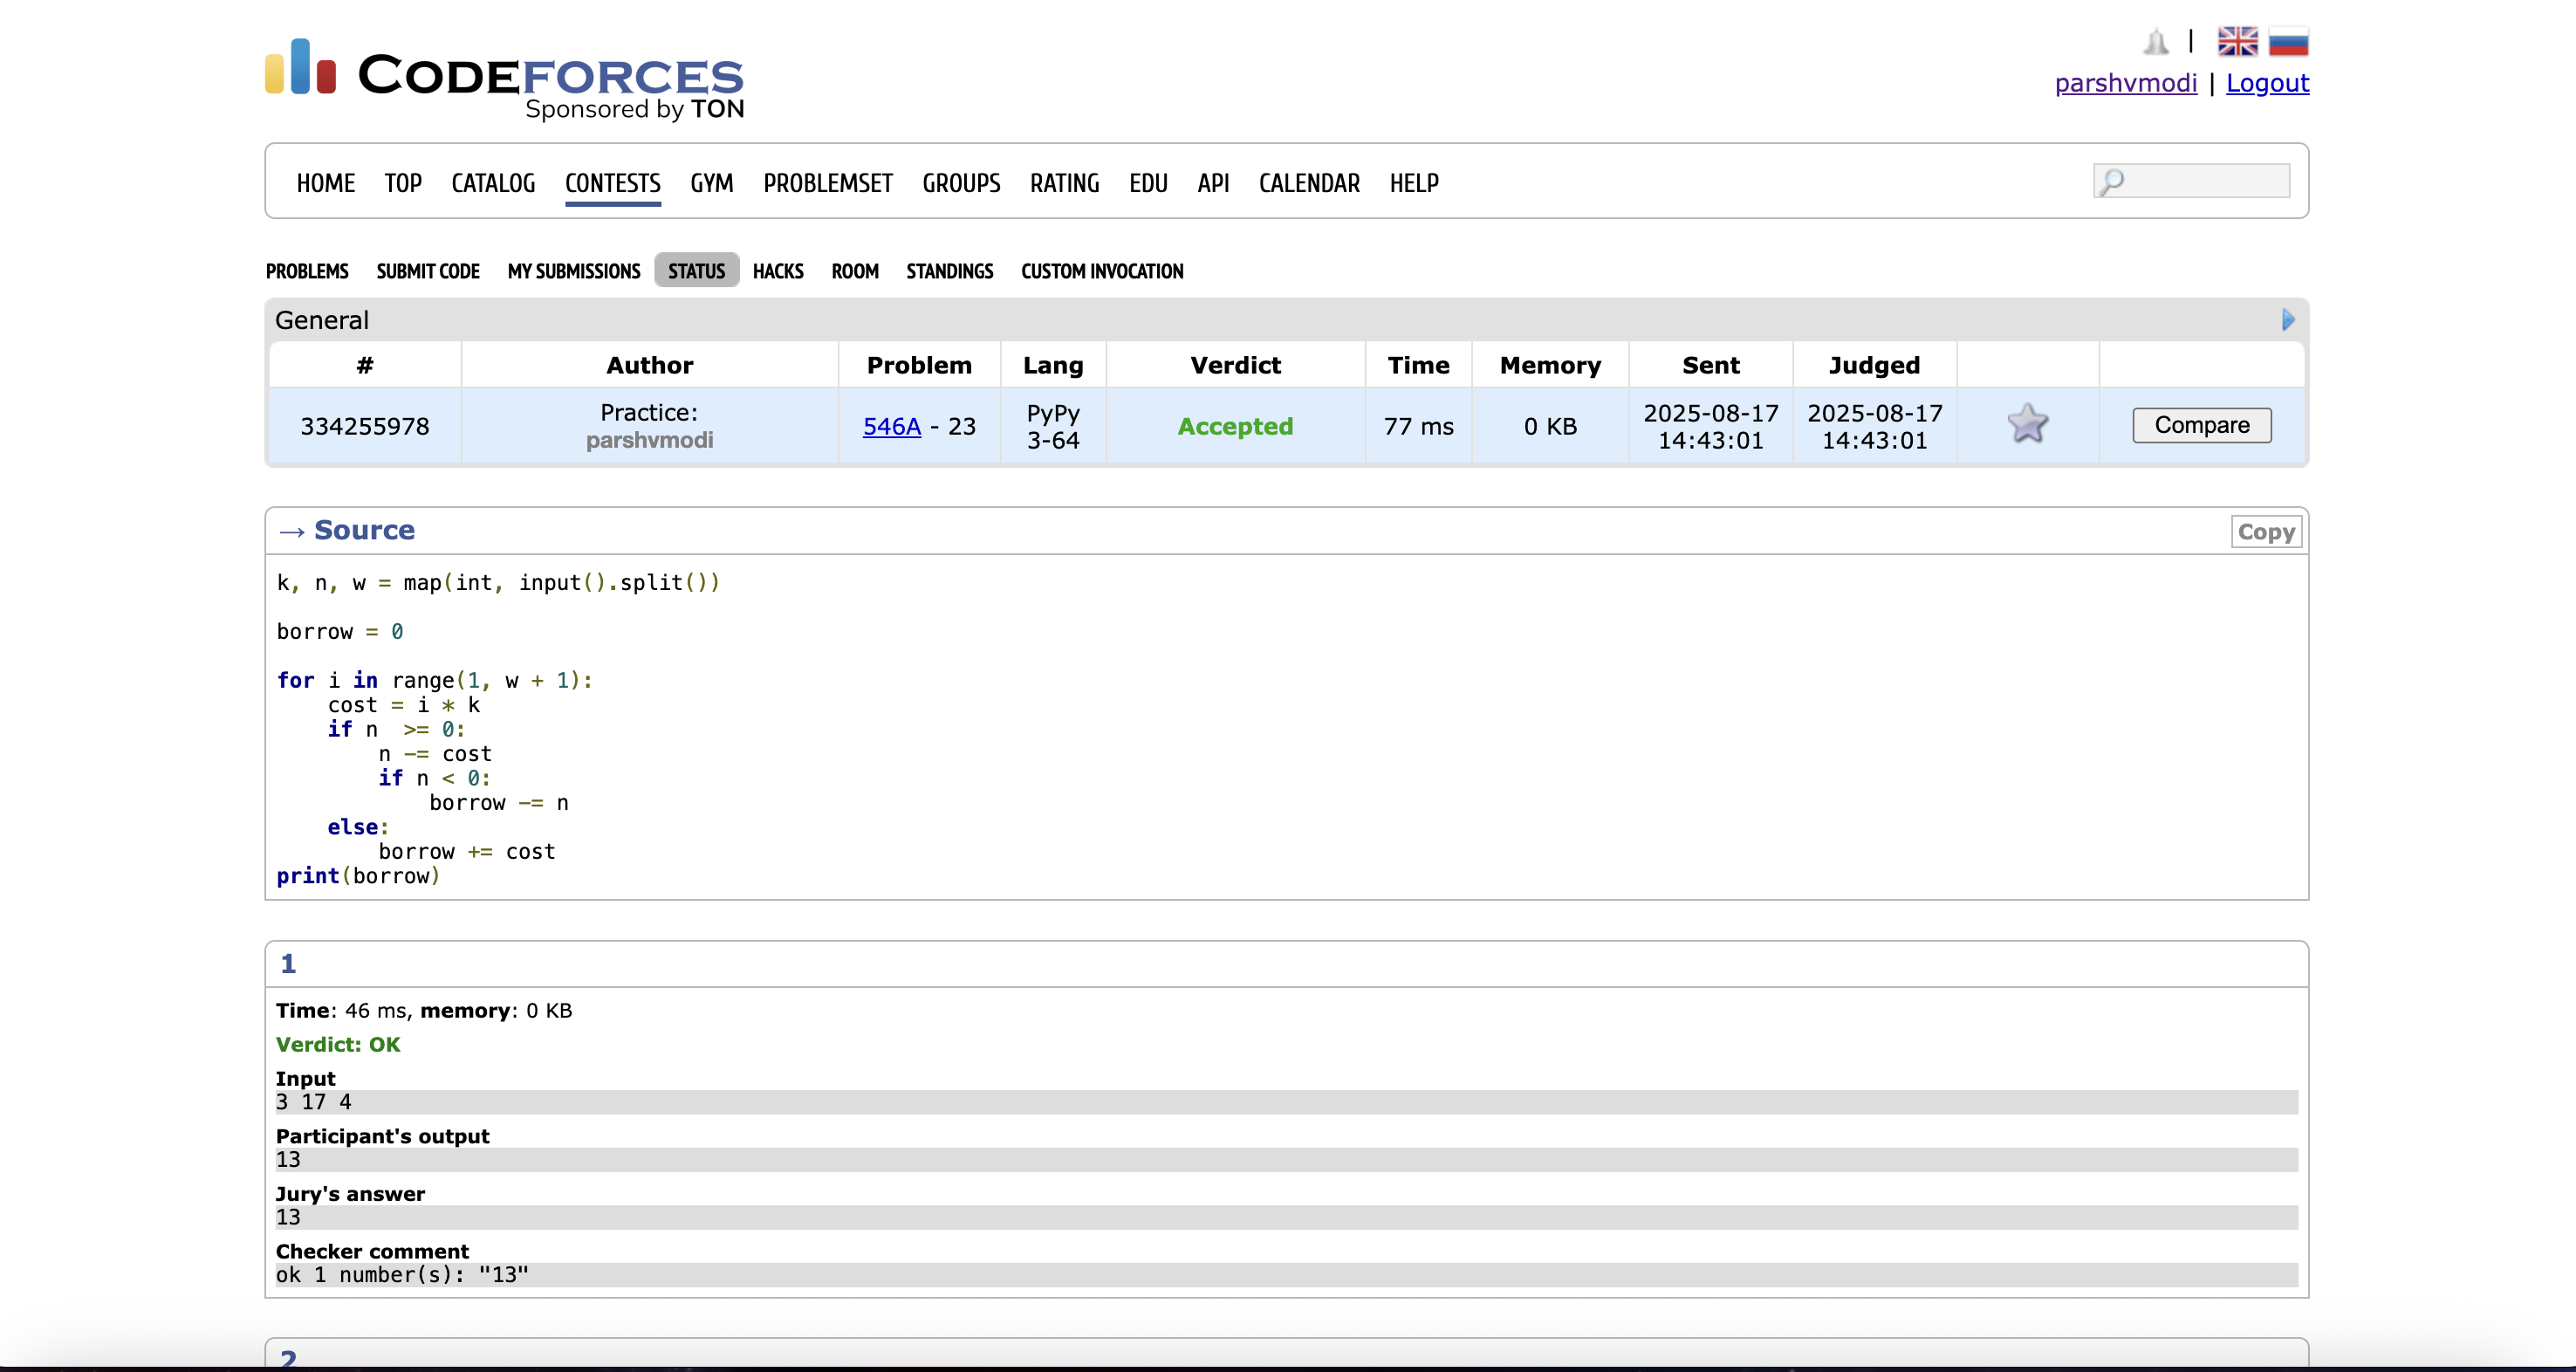 CODEFORCES
Sponsored by TON
|
parshvmodi | Logout
HOME TOP CATALOG CONTESTS GYM PROBLEMSET GROUPS RATING EDU API CALENDAR HELP
PROBLEMS SUBMIT CODE MY SUBMISSIONS STATUS HACKS ROOM STANDINGS CUSTOM INVOCATION
General
# Author Problem Lang Verdict Time Memory Sent Judged
334255978 Practice: parshvmodi 546A - 23 PyPy 3-64 Accepted 77 ms 0 KB 2025-08-17 14:43:01 2025-08-17 14:43:01 Compare
→ Source Copy
k, n, w = map(int, input().split())
borrow = 0
for i in range(1, w + 1):
    cost = i * k
    if n  >= 0:
        n -= cost
        if n < 0:
            borrow -= n
    else:
        borrow += cost
print(borrow)
1
Time: 46 ms, memory: 0 KB
Verdict: OK
Input
3 17 4
Participant's output
13
Jury's answer
13
Checker comment
ok 1 number(s): "13"
2